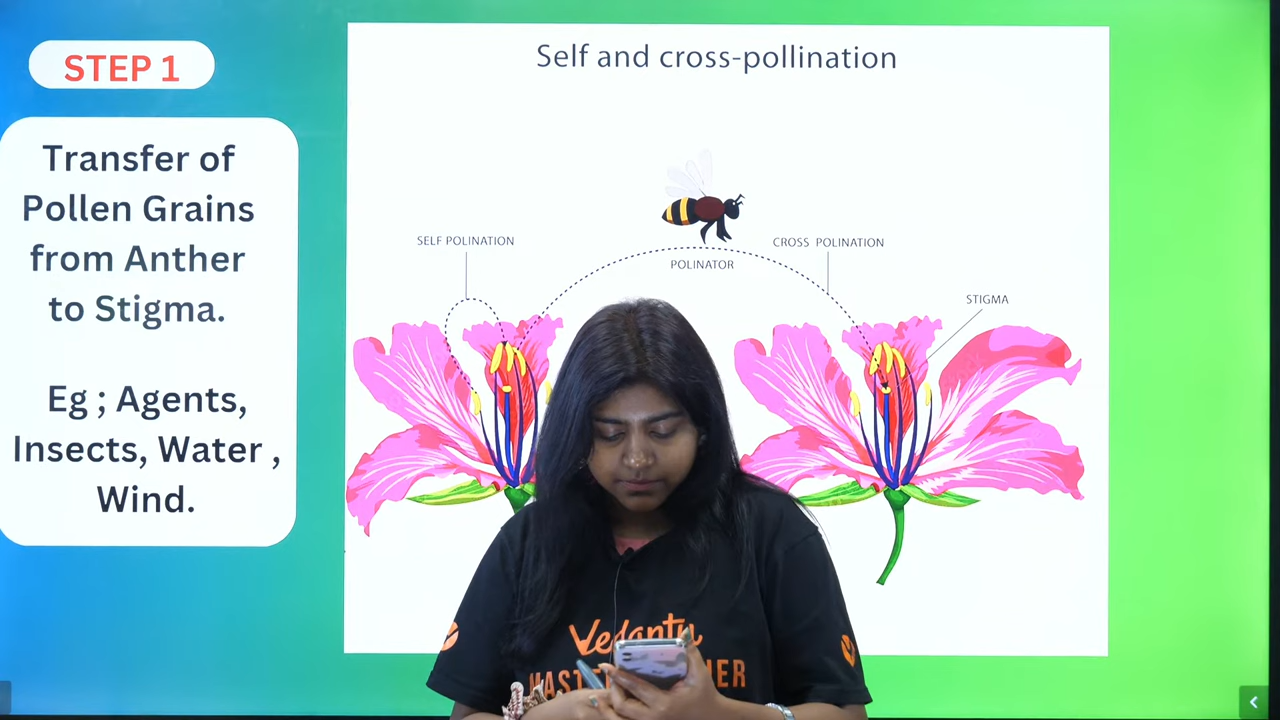 STEP 1
Transfer of
Pollen Grains
from Anther
to Stigma.
Eg ; Agents,
Insects, Water ,
Wind.
Self and cross-pollination
SELF POLINATION
POLINATOR
CROSS POLINATION
STIGMA
Vedantu